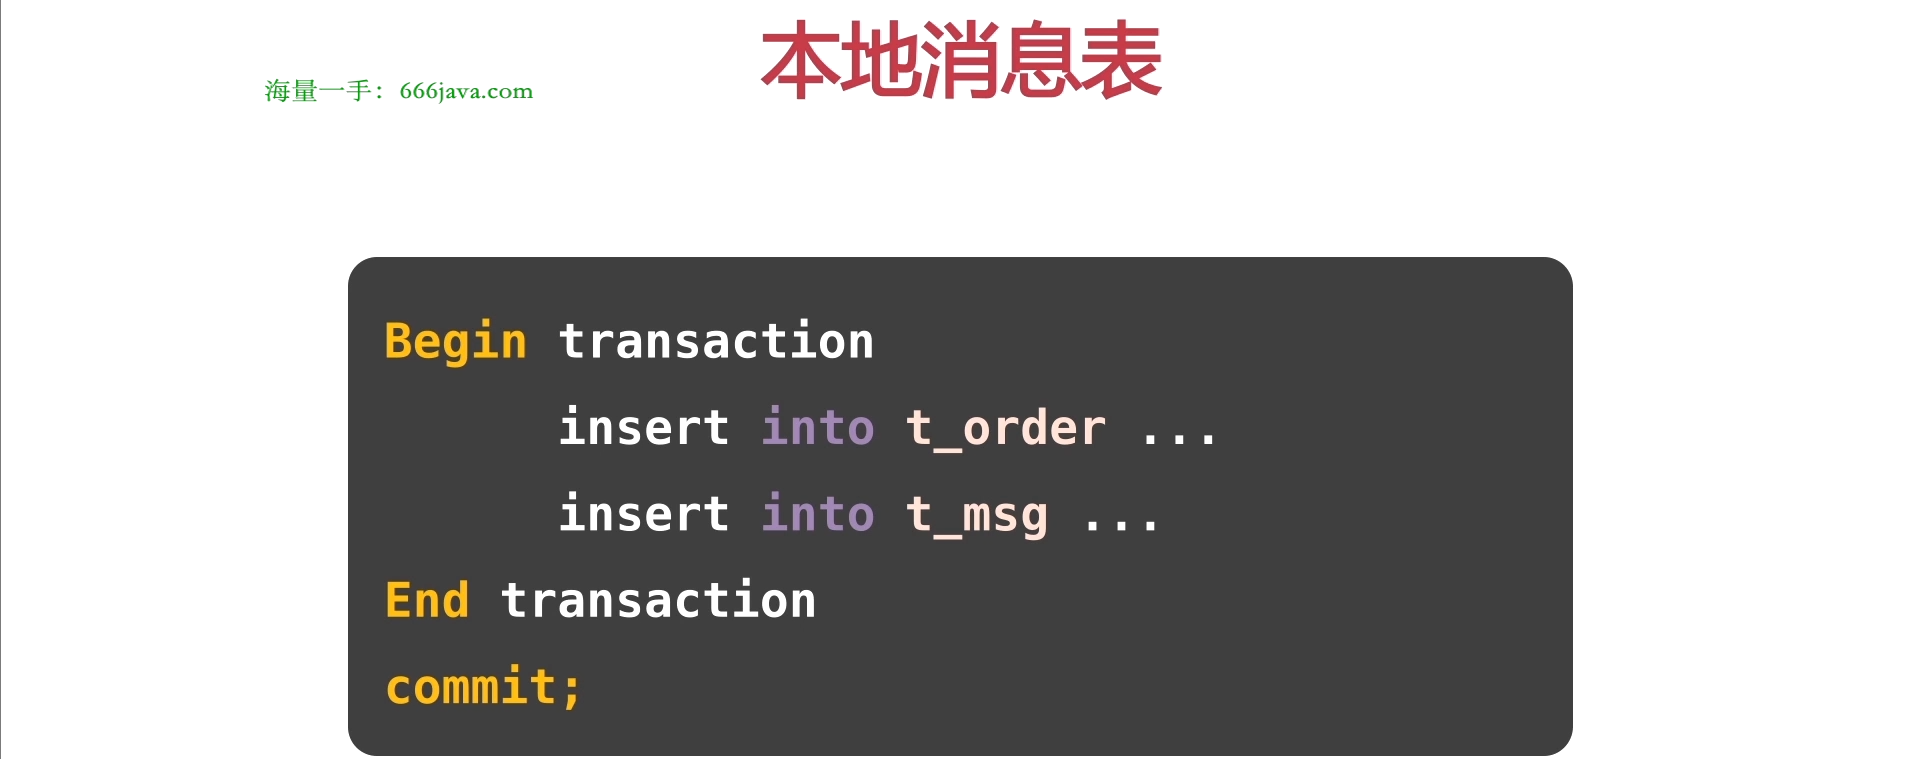 本地消息表
海量一手：666java.com
Begin transaction
insert into t_order ...
insert into t_msg ...
End transaction
commit;